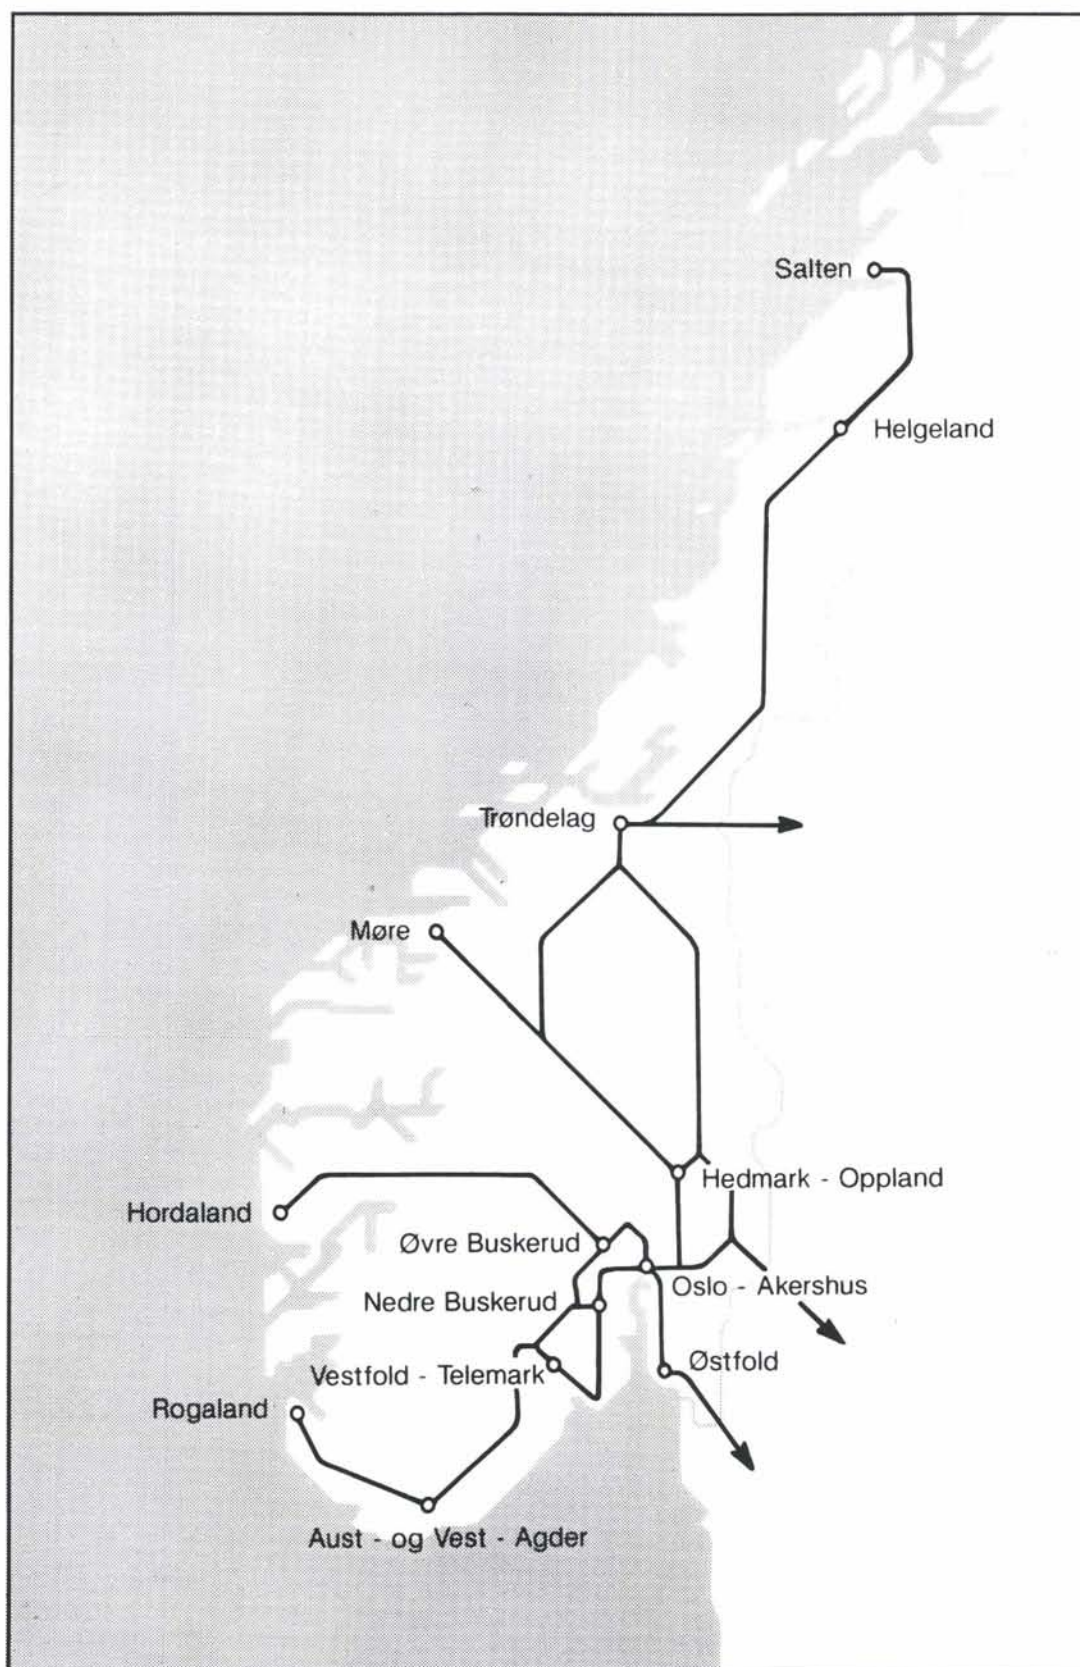 Salten
Helgeland
Trøndelag
Møre
Hedmark - Oppland
Hordaland
Øvre Buskerud
Oslo - Akershus
Nedre Buskerud
Østfold
Vestfold - Telemark
Rogaland
Aust - og Vest - Agder